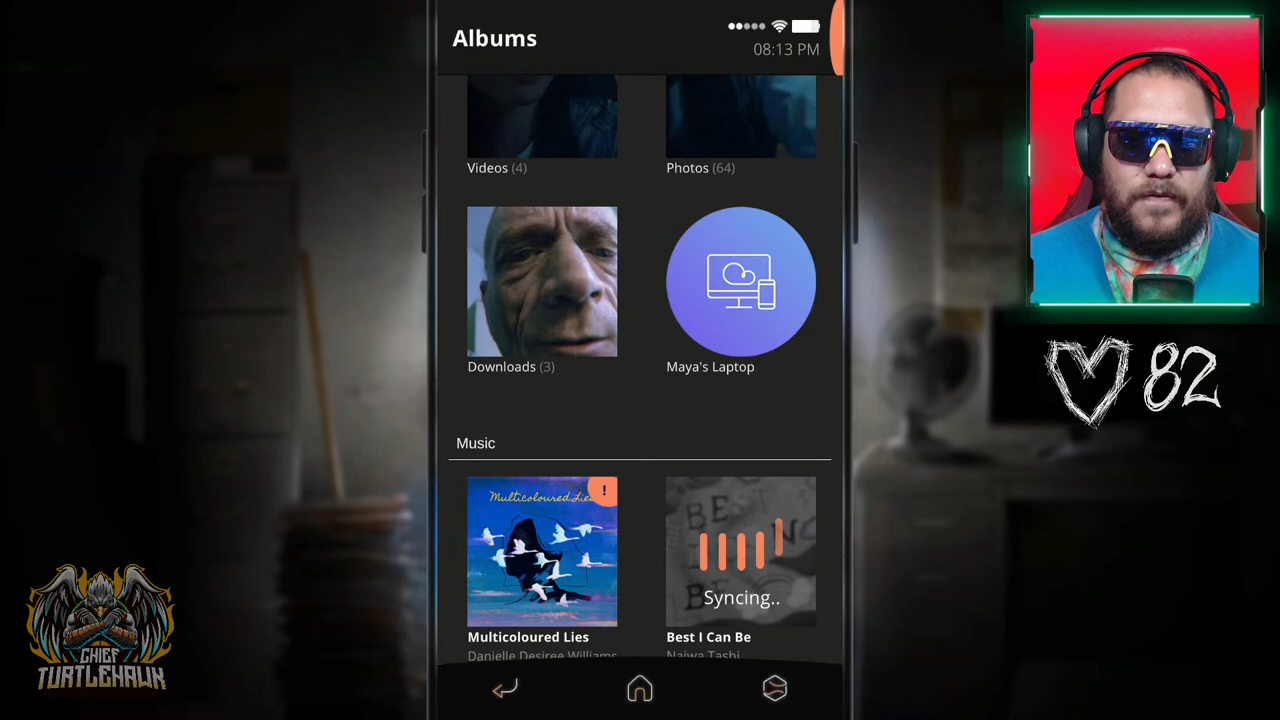 Albums
08:13 PM
Videos (4)
Photos (64)
Downloads (3)
Maya's Laptop
Music
Multicoloured Lies
!
Syncing..
Multicoloured Lies
Best I Can Be
Danielle Desiree Williams
Najwa Tashi
82
CHIEF
TURTLEHAWK